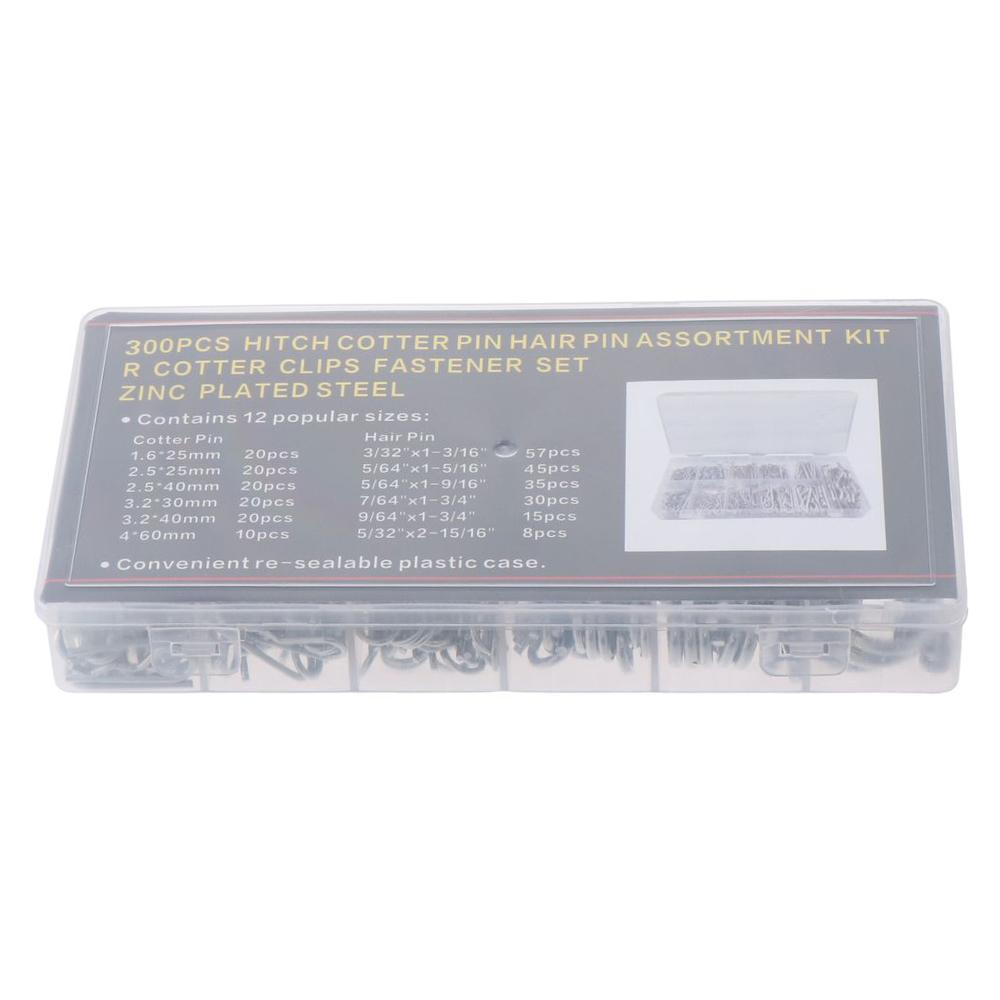 300PCS HITCH COTTER PIN HAIR PIN ASSORTMENT KIT
R COTTER CLIPS FASTENER SET
ZINC PLATED STEEL
• Contains 12 popular sizes:
Cotter Pin Hair Pin
1.6*25mm 20pcs 3/32"x1-3/16" 57pcs
2.5*25mm 20pcs 5/64"x1-5/16" 45pcs
2.5*40mm 20pcs 5/64"x1-9/16" 35pcs
3.2*30mm 20pcs 7/64"x1-3/4" 30pcs
3.2*40mm 20pcs 9/64"x1-3/4" 15pcs
4*60mm 10pcs 5/32"x2-15/16" 8pcs
• Convenient re-sealable plastic case.